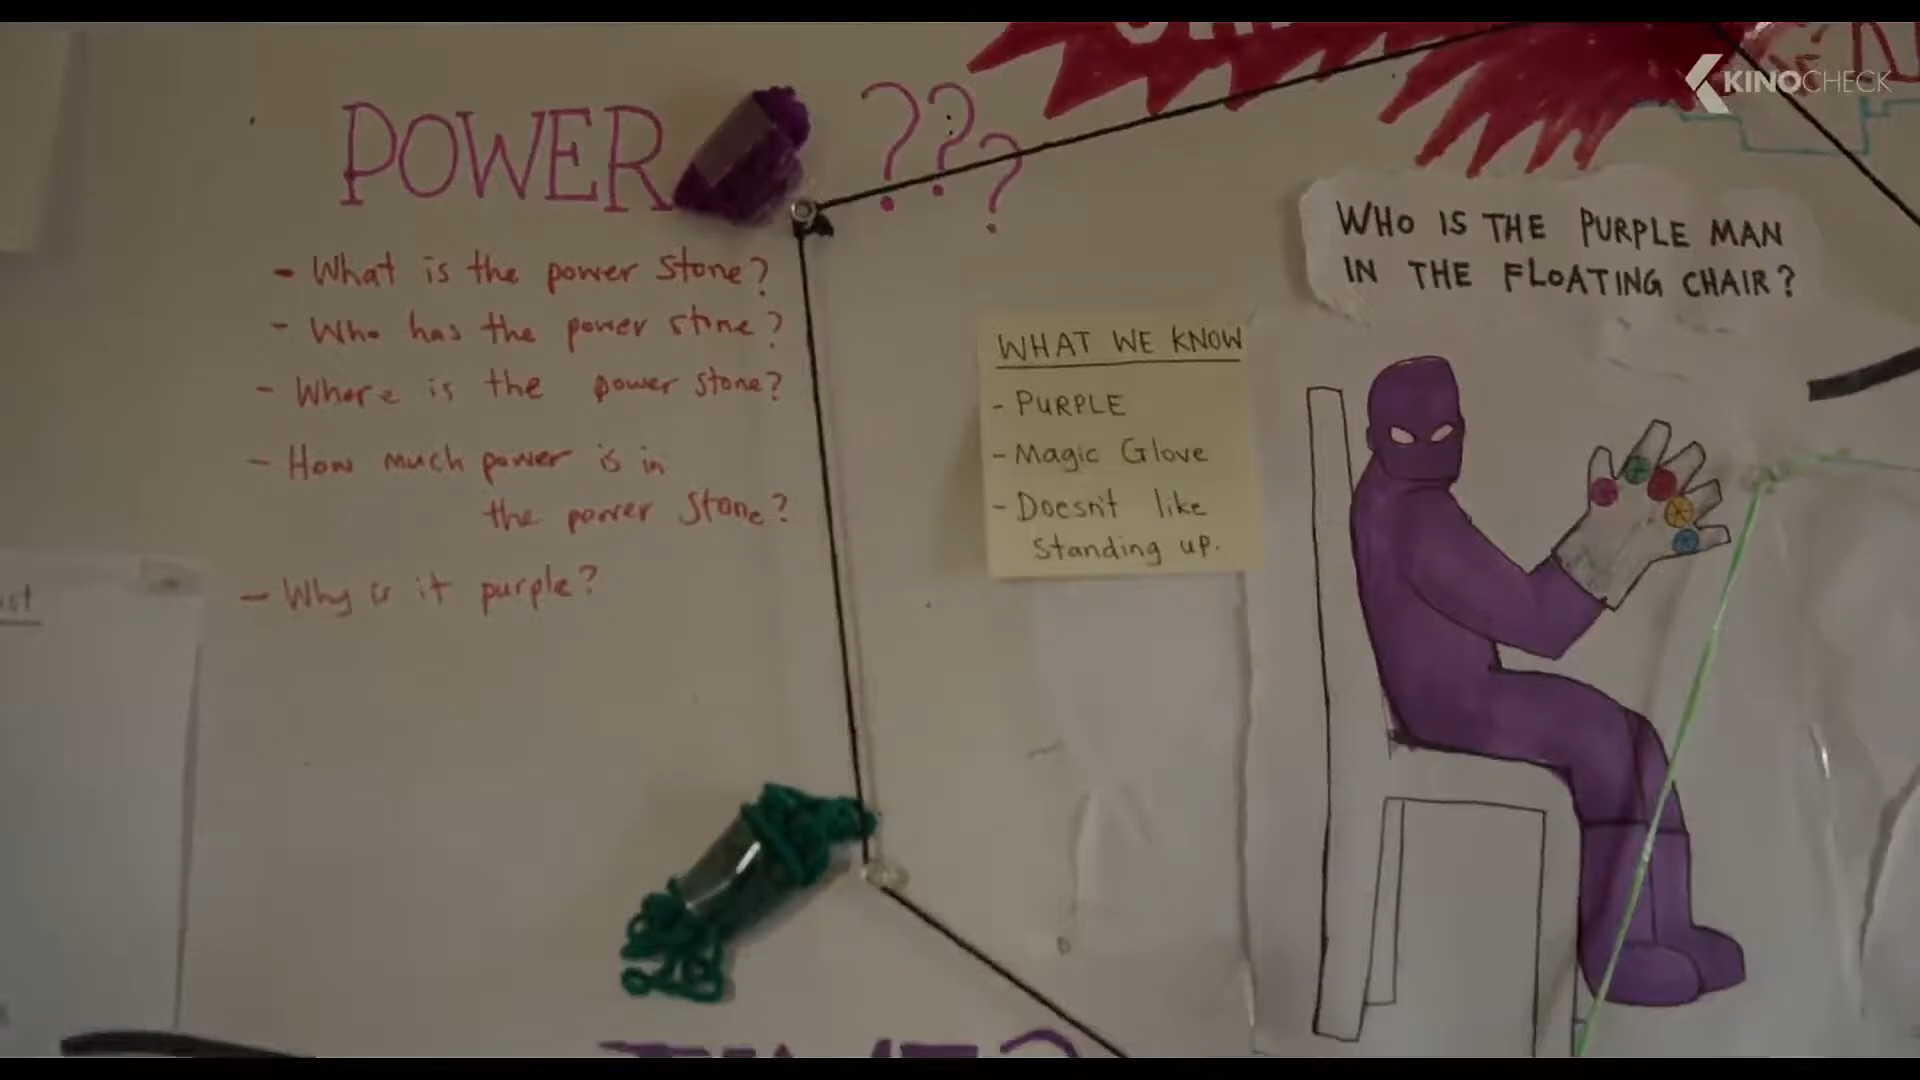 KINOCHECK
POWER ???
- What is the power stone?
- Who has the power stone?
- Where is the power stone?
- How much power is in
the power stone?
- Why is it purple?
WHAT WE KNOW
- PURPLE
- Magic Glove
- Doesn't like
standing up.
WHO IS THE PURPLE MAN
IN THE FLOATING CHAIR?